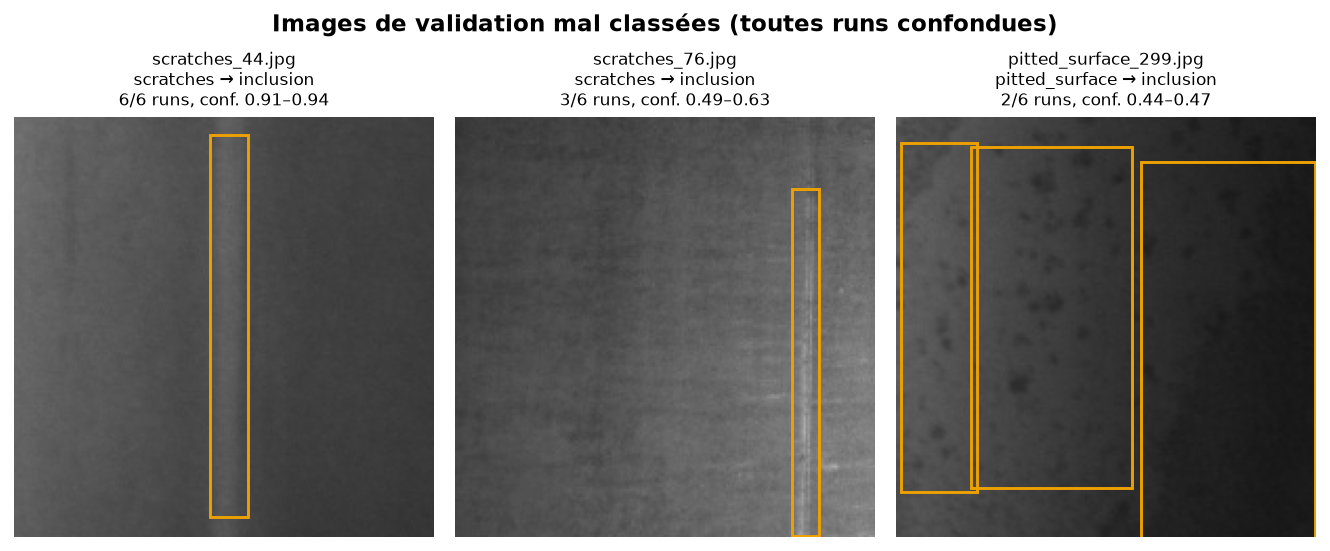 Images de validation mal classées (toutes runs confondues)
scratches_44.jpg
scratches → inclusion
6/6 runs, conf. 0.91–0.94
scratches_76.jpg
scratches → inclusion
3/6 runs, conf. 0.49–0.63
pitted_surface_299.jpg
pitted_surface → inclusion
2/6 runs, conf. 0.44–0.47